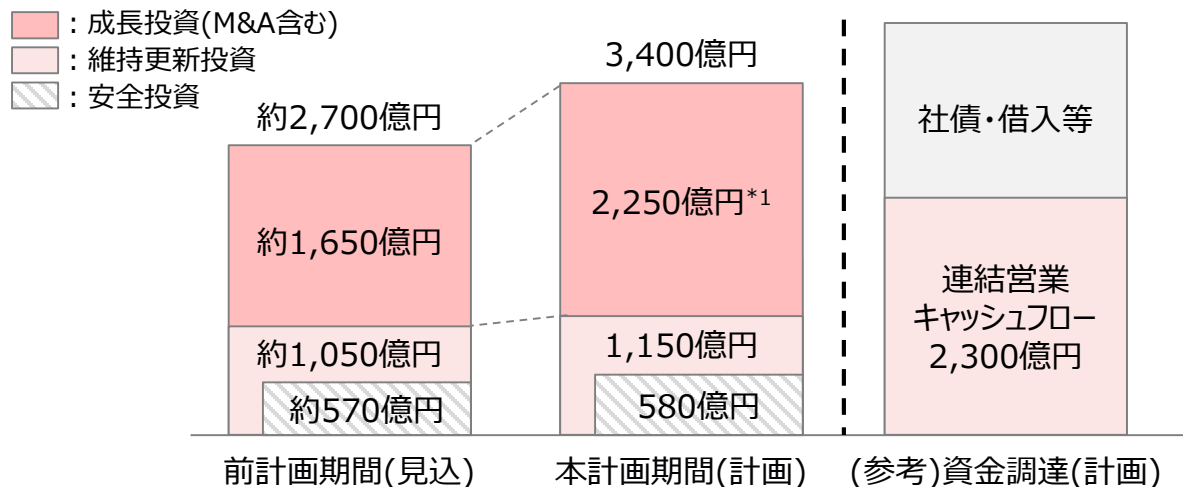 : 成長投資(M&A含む)
: 維持更新投資
: 安全投資
約2,700億円
約1,650億円
約1,050億円
約570億円
前計画期間(見込)
3,400億円
2,250億円*1
1,150億円
580億円
本計画期間(計画)
社債・借入等
連結営業
キャッシュフロー
2,300億円
(参考)資金調達(計画)